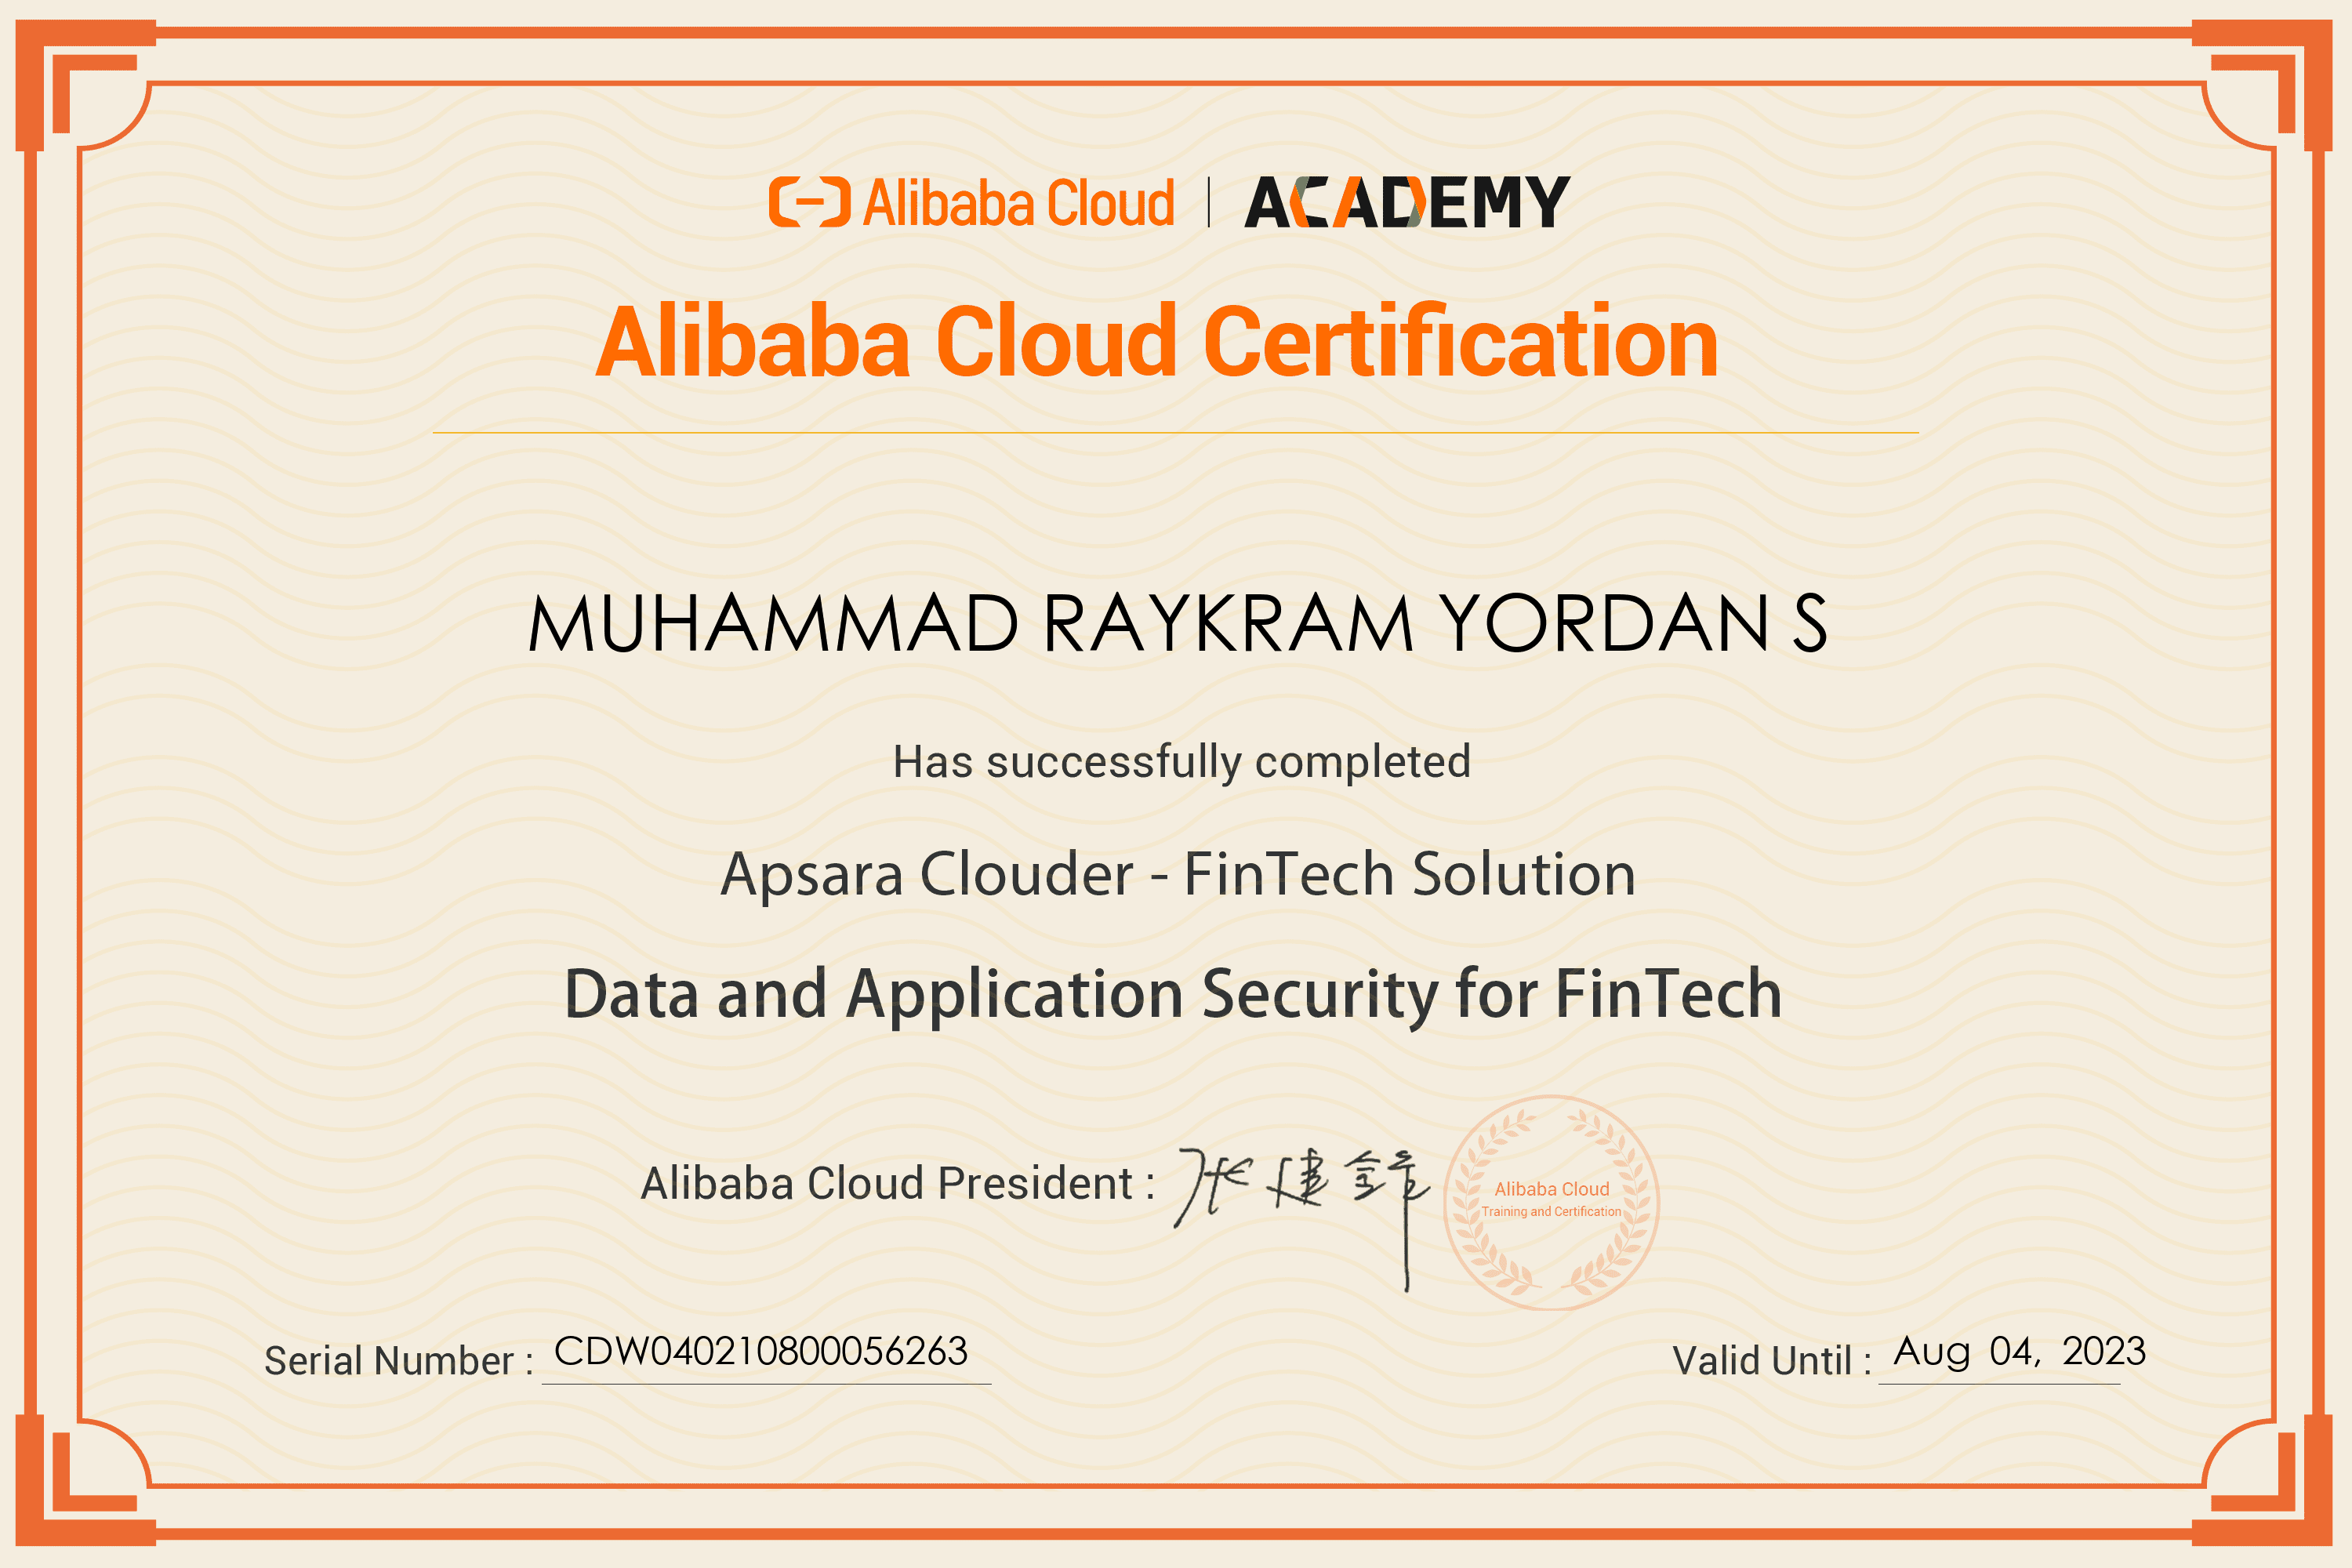 Alibaba Cloud | ACADEMY
Alibaba Cloud Certification
MUHAMMAD RAYKRAM YORDAN S
Has successfully completed
Apsara Clouder - FinTech Solution
Data and Application Security for FinTech
Alibaba Cloud President : 张建锋
Alibaba Cloud
Training and Certification
Serial Number : CDW040210800056263
Valid Until : Aug 04, 2023